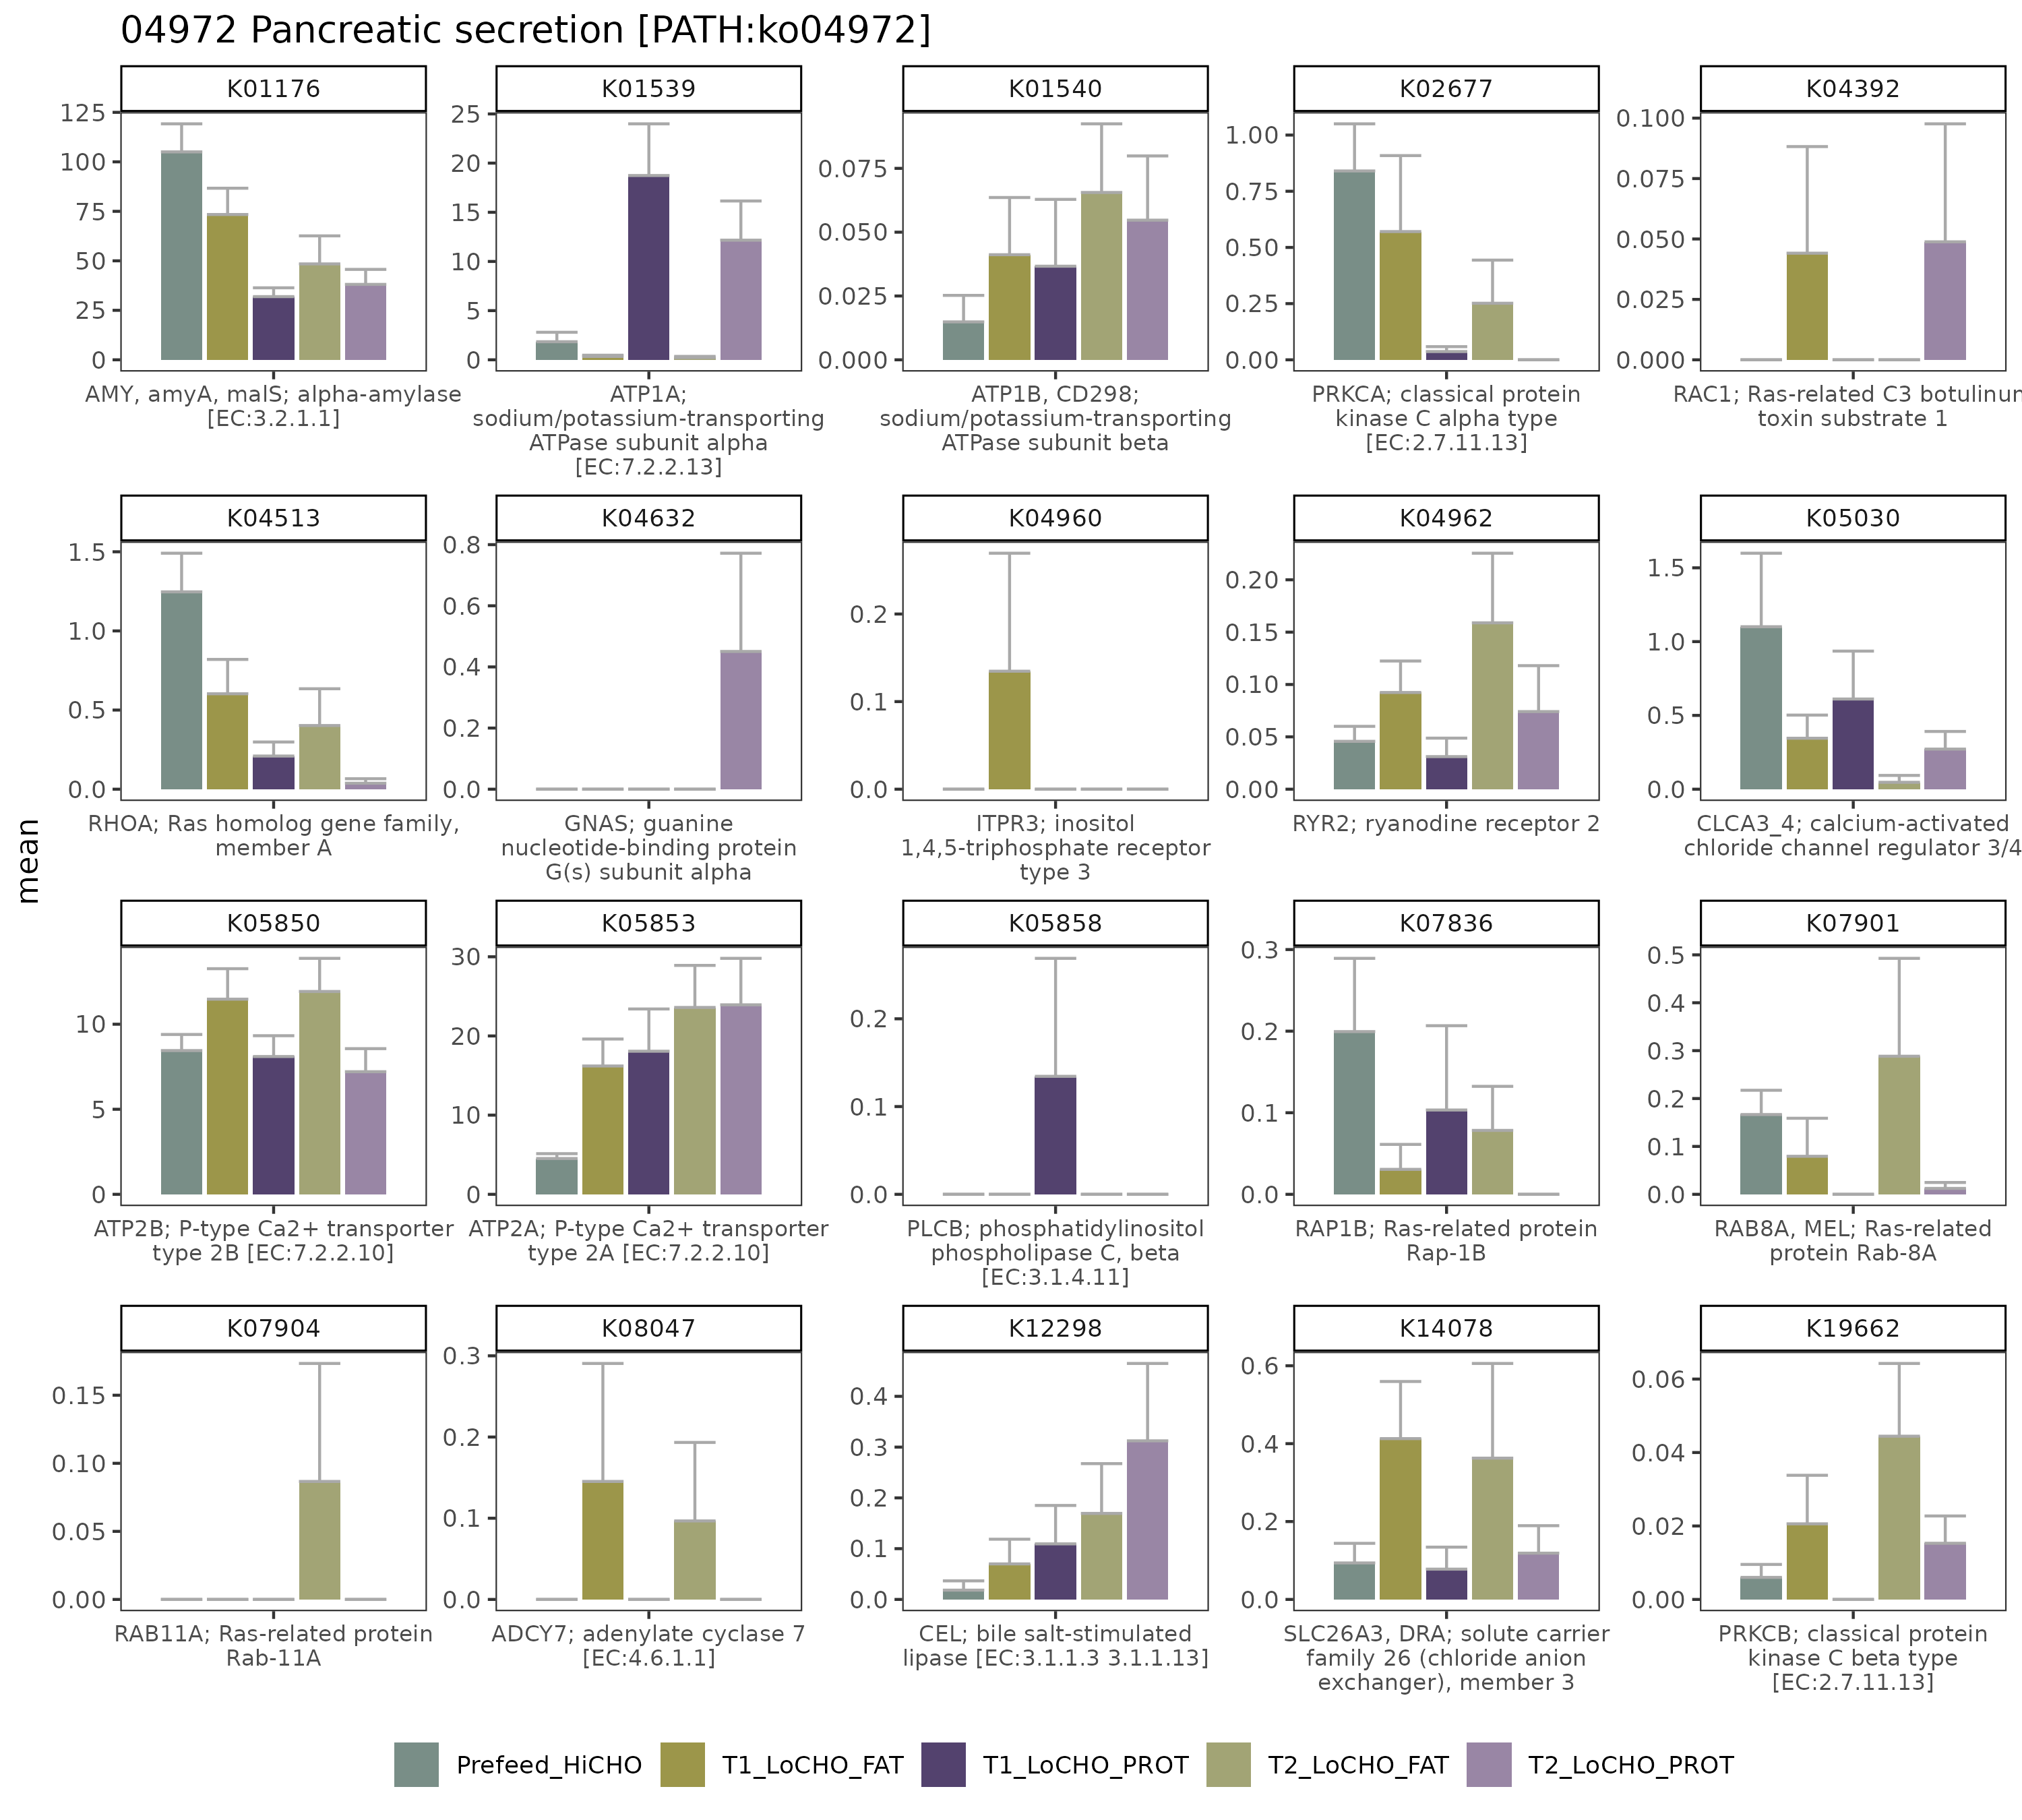 04972 Pancreatic secretion [PATH:ko04972]
mean
K01176
125
100
75
50
25
0
AMY, amyA, malS; alpha-amylase
[EC:3.2.1.1]
K01539
25
20
15
10
5
0
ATP1A;
sodium/potassium-transporting
ATPase subunit alpha
[EC:7.2.2.13]
K01540
0.075
0.050
0.025
0.000
ATP1B, CD298;
sodium/potassium-transporting
ATPase subunit beta
K02677
1.00
0.75
0.50
0.25
0.00
PRKCA; classical protein
kinase C alpha type
[EC:2.7.11.13]
K04392
0.100
0.075
0.050
0.025
0.000
RAC1; Ras-related C3 botulinum
toxin substrate 1
K04513
1.5
1.0
0.5
0.0
RHOA; Ras homolog gene family,
member A
K04632
0.8
0.6
0.4
0.2
0.0
GNAS; guanine
nucleotide-binding protein
G(s) subunit alpha
K04960
0.2
0.1
0.0
ITPR3; inositol
1,4,5-triphosphate receptor
type 3
K04962
0.20
0.15
0.10
0.05
0.00
RYR2; ryanodine receptor 2
K05030
1.5
1.0
0.5
0.0
CLCA3_4; calcium-activated
chloride channel regulator 3/4
K05850
10
5
0
ATP2B; P-type Ca2+ transporter
type 2B [EC:7.2.2.10]
K05853
30
20
10
0
ATP2A; P-type Ca2+ transporter
type 2A [EC:7.2.2.10]
K05858
0.2
0.1
0.0
PLCB; phosphatidylinositol
phospholipase C, beta
[EC:3.1.4.11]
K07836
0.3
0.2
0.1
0.0
RAP1B; Ras-related protein
Rap-1B
K07901
0.5
0.4
0.3
0.2
0.1
0.0
RAB8A, MEL; Ras-related
protein Rab-8A
K07904
0.15
0.10
0.05
0.00
RAB11A; Ras-related protein
Rab-11A
K08047
0.3
0.2
0.1
0.0
ADCY7; adenylate cyclase 7
[EC:4.6.1.1]
K12298
0.4
0.3
0.2
0.1
0.0
CEL; bile salt-stimulated
lipase [EC:3.1.1.3 3.1.1.13]
K14078
0.6
0.4
0.2
0.0
SLC26A3, DRA; solute carrier
family 26 (chloride anion
exchanger), member 3
K19662
0.06
0.04
0.02
0.00
PRKCB; classical protein
kinase C beta type
[EC:2.7.11.13]
Prefeed_HiCHO
T1_LoCHO_FAT
T1_LoCHO_PROT
T2_LoCHO_FAT
T2_LoCHO_PROT